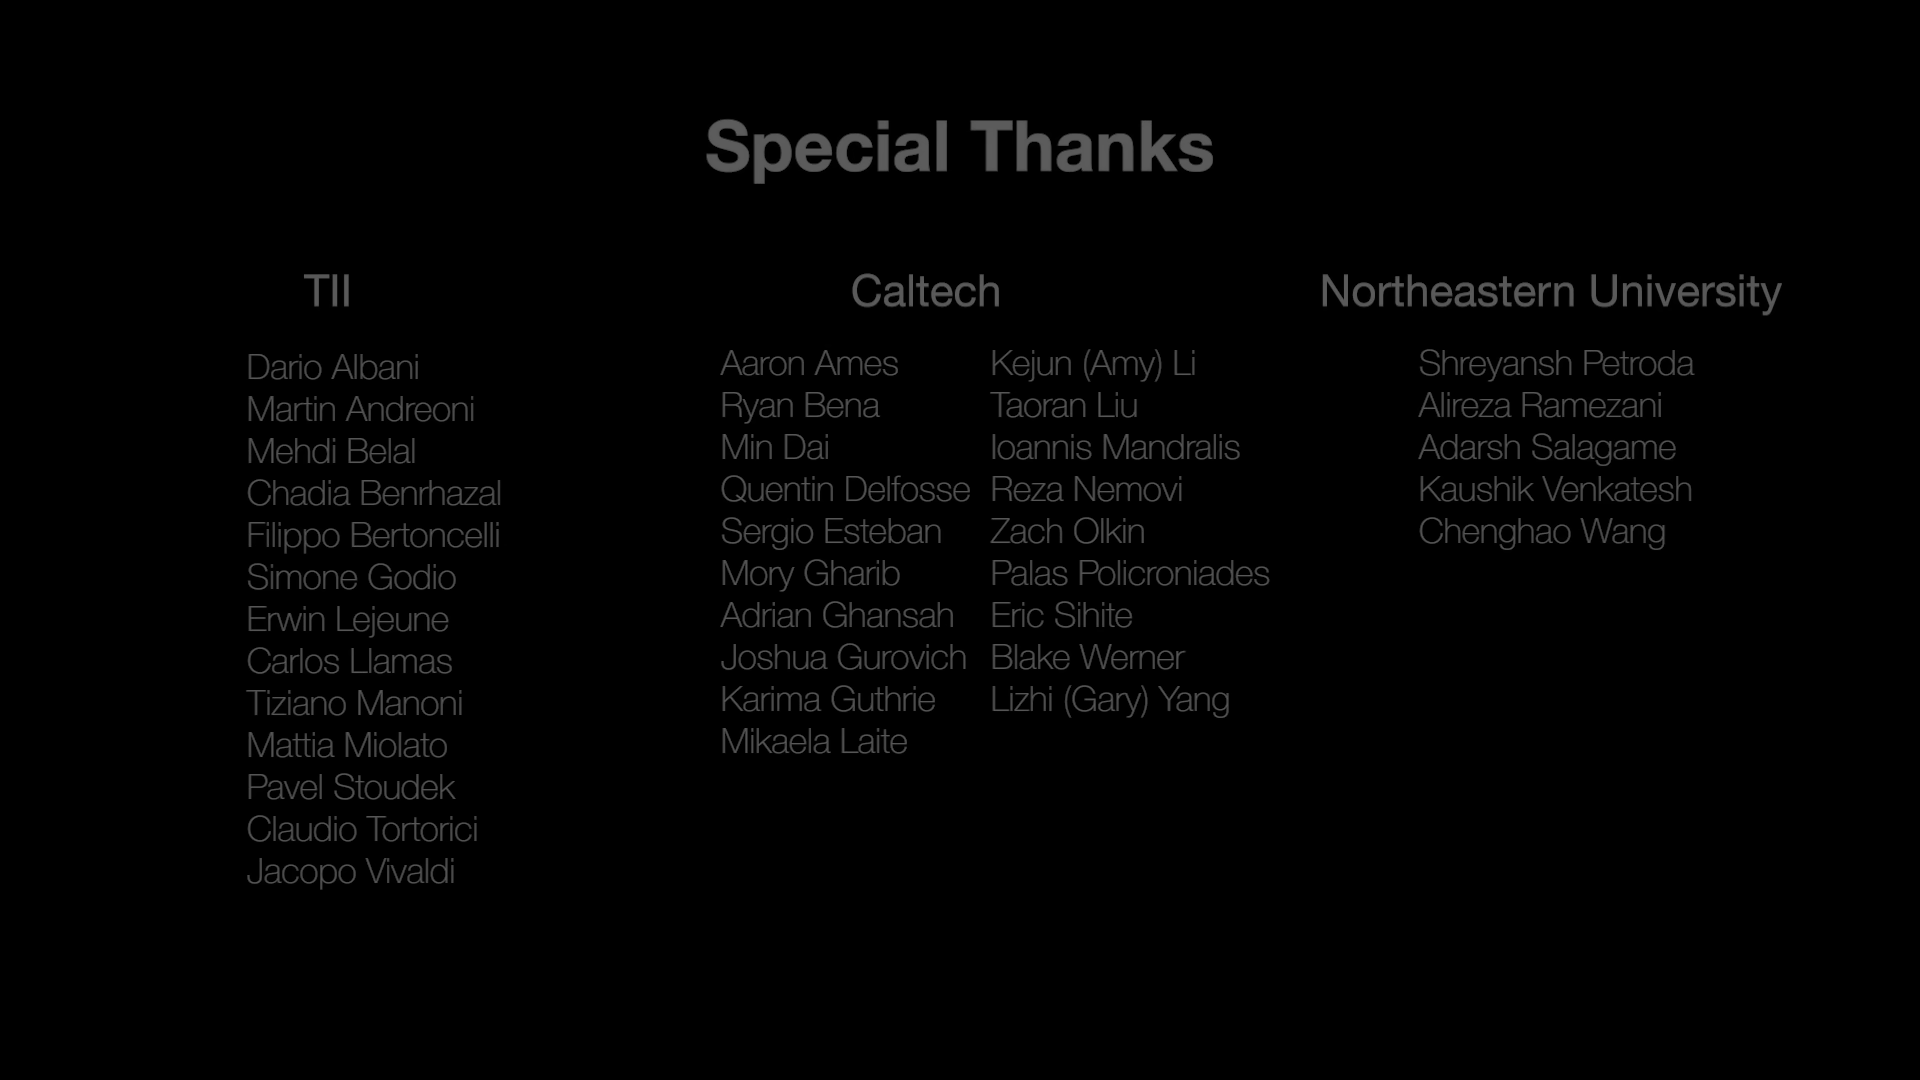 Special Thanks
TII
Dario Albani
Martin Andreoni
Mehdi Belal
Chadia Benrhazal
Filippo Bertoncelli
Simone Godio
Erwin Lejeune
Carlos Llamas
Tiziano Manoni
Mattia Miolato
Pavel Stoudek
Claudio Tortorici
Jacopo Vivaldi
Caltech
Aaron Ames
Ryan Bena
Min Dai
Quentin Delfosse
Sergio Esteban
Mory Gharib
Adrian Ghansah
Joshua Gurovich
Karima Guthrie
Mikaela Laite
Kejun (Amy) Li
Taoran Liu
Ioannis Mandralis
Reza Nemovi
Zach Olkin
Palas Policroniades
Eric Sihite
Blake Werner
Lizhi (Gary) Yang
Northeastern University
Shreyansh Petroda
Alireza Ramezani
Adarsh Salagame
Kaushik Venkatesh
Chenghao Wang